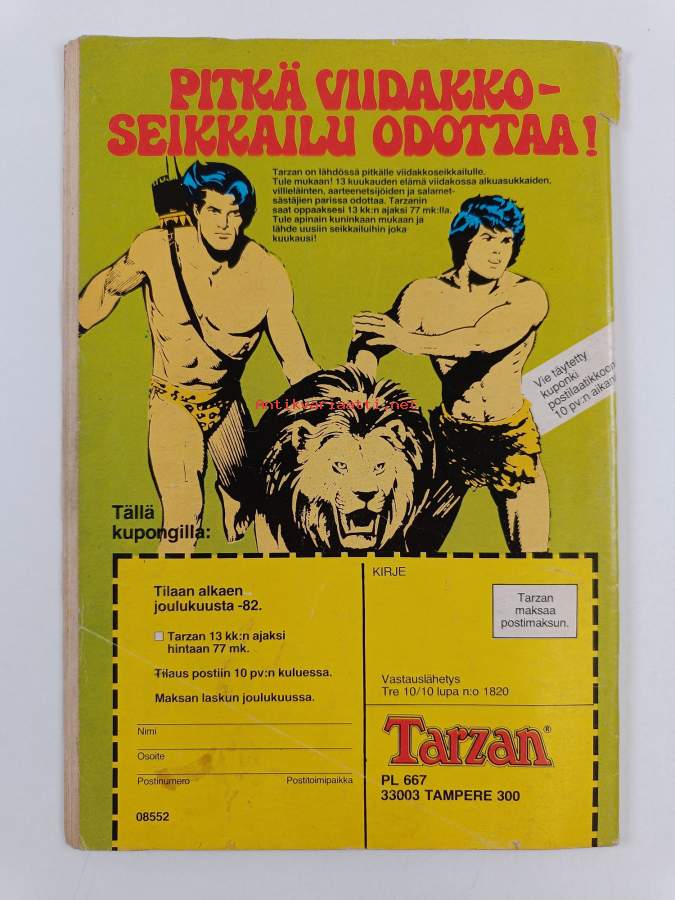 PITKÄ VIIDAKKO-
SEIKKAILU ODOTTAA!
Tarzan on lähdössä pitkälle viidakkoseikkailulle.
Tule mukaan! 13 kuukauden elämä viidakossa alkuasukkaiden,
villieläinten, aarteenetsijöiden ja salamet-
sästäjien parissa odottaa. Tarzanin
saat oppaaksesi 13 kk:n ajaksi 77 mk:lla.
Tule apinain kuninkaan mukaan ja
lähde uusiin seikkailuihin joka
kuukausi!
Vie täytetty
kuponki
postilaatikkoon
10 pv:n aikana
Antikvariaatti.net
Tällä
kupongilla:
Tilaan alkaen
joulukuusta -82.
Tarzan 13 kk:n ajaksi
hintaan 77 mk.
Tilaus postiin 10 pv:n kuluessa.
Maksan laskun joulukuussa.
Nimi
Osoite
Postinumero Postitoimipaikka
08552
KIRJE
Tarzan
maksaa
postimaksun.
Vastauslähetys
Tre 10/10 lupa n:o 1820
Tarzan®
PL 667
33003 TAMPERE 300